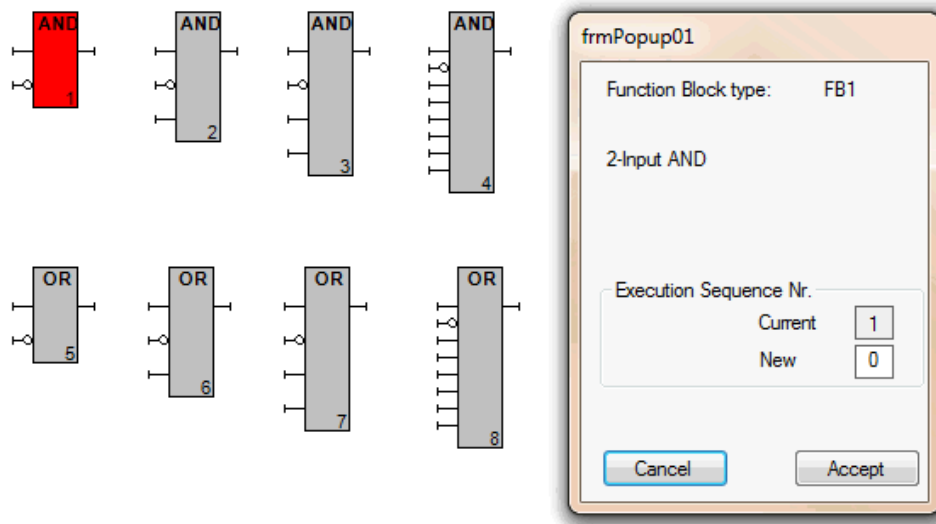 AND
1
AND
2
AND
3
AND
4
OR
5
OR
6
OR
7
OR
8
frmPopup01
Function Block type: FB1
2-Input AND
Execution Sequence Nr.
Current 1
New 0
Cancel Accept